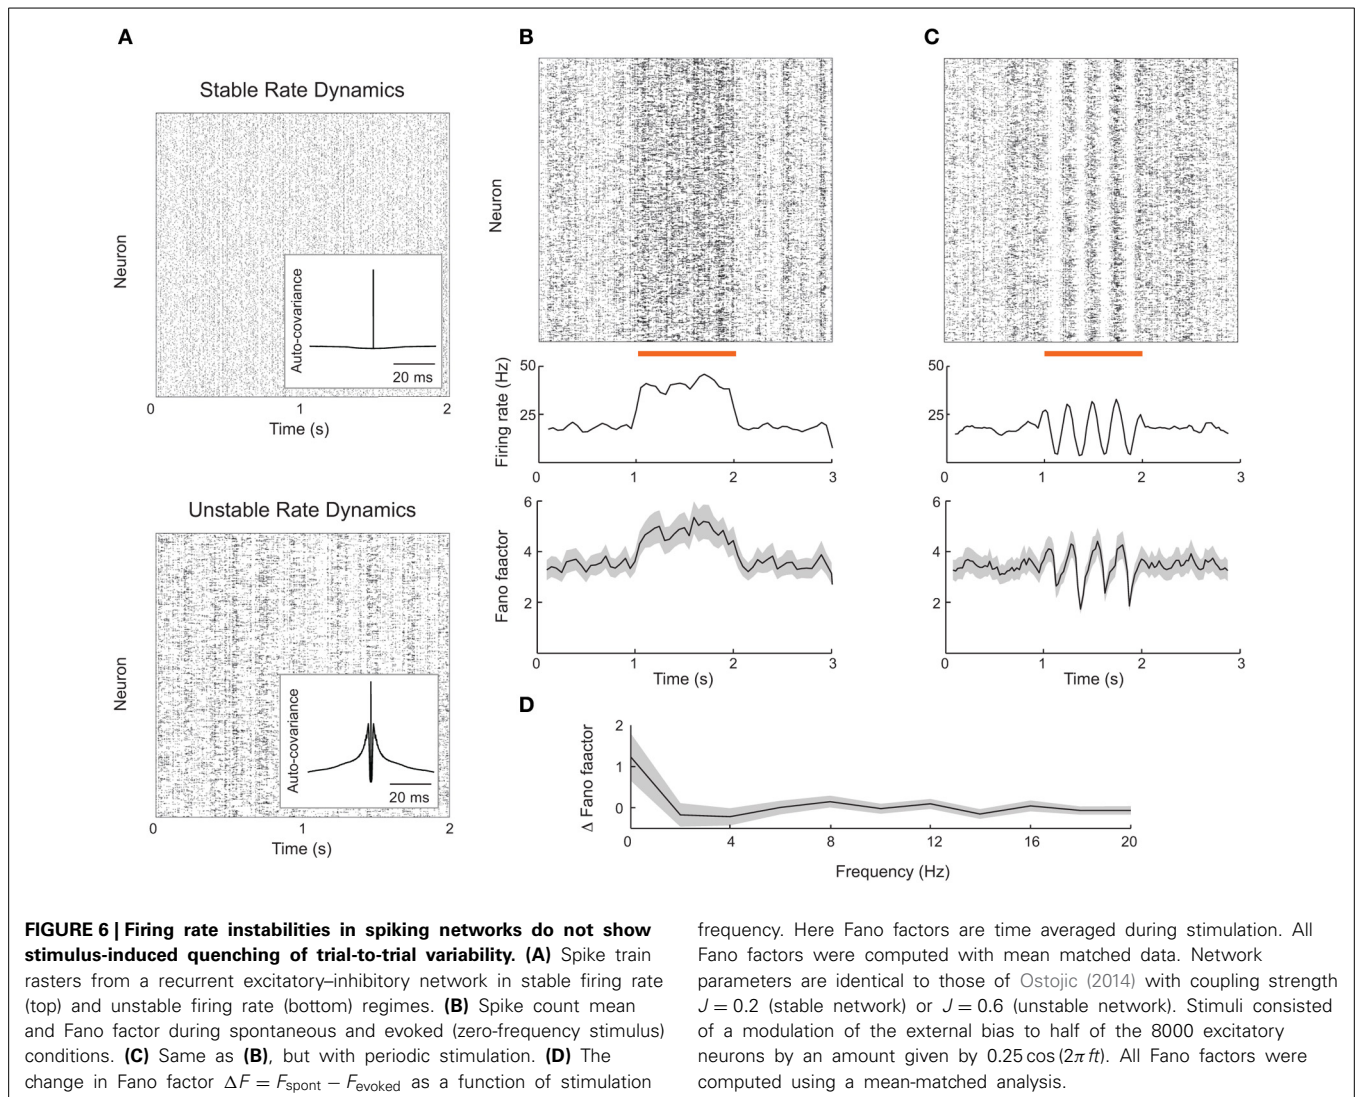 A
Stable Rate Dynamics
Neuron
Auto-covariance
20 ms
0 1 2
Time (s)
Unstable Rate Dynamics
Neuron
Auto-covariance
20 ms
0 1 2
Time (s)
B
Neuron
50
25
Firing rate (Hz)
0 1 2 3
6
4
2
Fano faactor
0 1 2 3
Time (s)
C
50
25
0 1 2 3
6
4
2
0 1 2 3
Time (s)
D
2
1
0
Δ Fano faactor
0 4 8 12 16 20
Frequency (Hz)
FIGURE 6 | Firing rate instabilities in spiking networks do not show
stimulus-induced quenching of trial-to-trial variability. (A) Spike train
rasters from a recurrent excitatory–inhibitory network in stable firing rate
(top) and unstable firing rate (bottom) regimes. (B) Spike count mean
and Fano factor during spontaneous and evoked (zero-frequency stimulus)
conditions. (C) Same as (B), but with periodic stimulation. (D) The
change in Fano factor ΔF = Fspont − Fevoked as a function of stimulation
frequency. Here Fano factors are time averaged during stimulation. All
Fano factors were computed with mean matched data. Network
parameters are identical to those of Ostojic (2014) with coupling strength
J = 0.2 (stable network) or J = 0.6 (unstable network). Stimuli consisted
of a modulation of the external bias to half of the 8000 excitatory
neurons by an amount given by 0.25 cos (2π ft). All Fano factors were
computed using a mean-matched analysis.